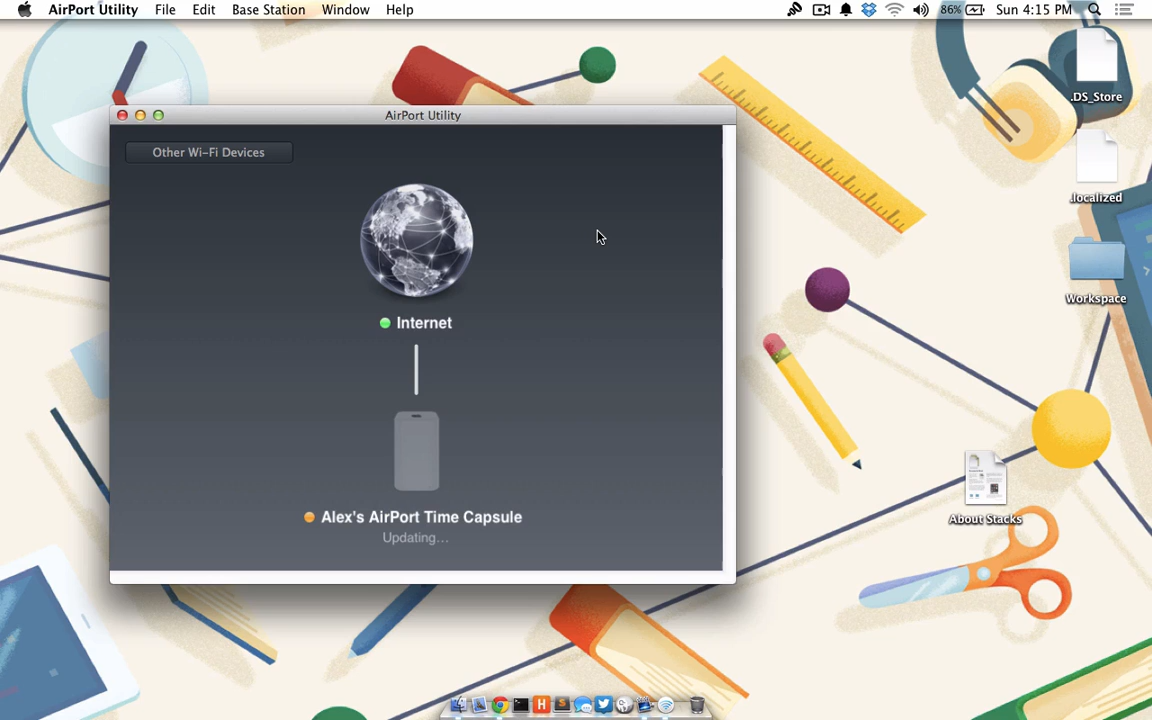 AirPort Utility File Edit Base Station Window Help 86% Sun 4:15 PM
.DS_Store
AirPort Utility
Other Wi-Fi Devices
.localized
Workspace
Internet
Alex's AirPort Time Capsule
About Stacks
Updating...